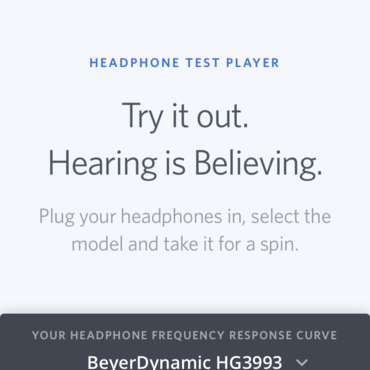 HEADPHONE TEST PLAYER
Try it out.
Hearing is Believing.
Plug your headphones in, select the
model and take it for a spin.
YOUR HEADPHONE FREQUENCY RESPONSE CURVE
BeyerDynamic HG3993